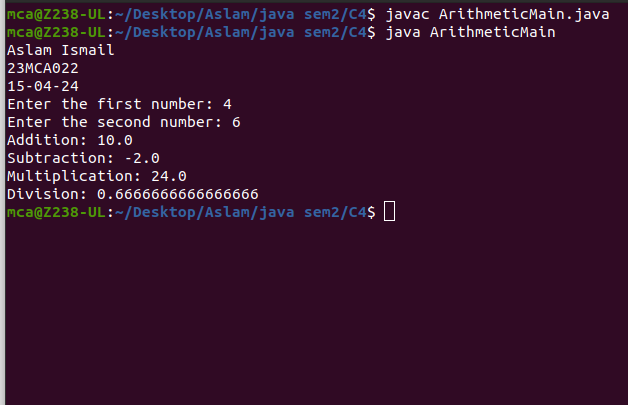 mca@Z238-UL:~/Desktop/Aslam/java sem2/C4$ javac ArithmeticMain.java
mca@Z238-UL:~/Desktop/Aslam/java sem2/C4$ java ArithmeticMain
Aslam Ismail
23MCA022
15-04-24
Enter the first number: 4
Enter the second number: 6
Addition: 10.0
Subtraction: -2.0
Multiplication: 24.0
Division: 0.6666666666666666
mca@Z238-UL:~/Desktop/Aslam/java sem2/C4$